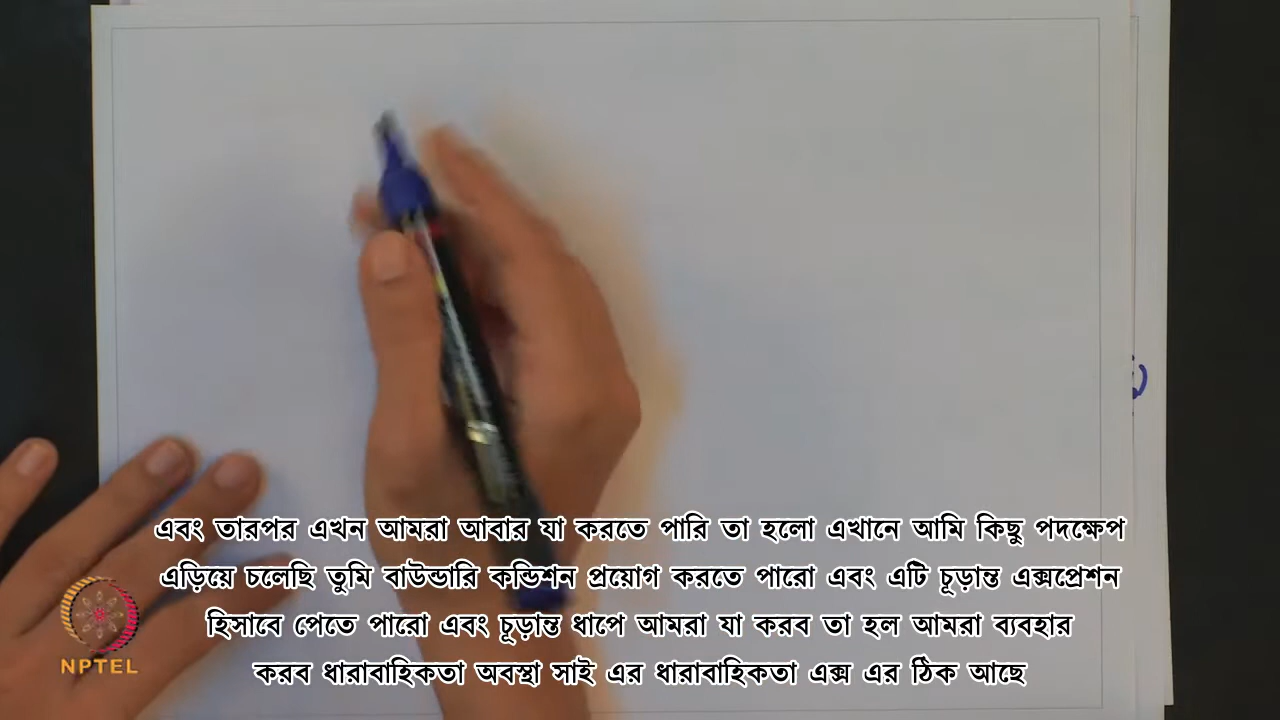 এবং তারপর এখন আমরা আবার যা করতে পারি তা হলো এখানে আমি কিছু পদক্ষেপ
এড়িয়ে চলেছি তুমি বাউন্ডারি কন্ডিশন প্রয়োগ করতে পারো এবং এটি চূড়ান্ত এক্সপ্রেশন
হিসাবে পেতে পারো এবং চূড়ান্ত ধাপে আমরা যা করব তা হল আমরা ব্যবহার
করব ধারাবাহিকতা অবস্থা সাই এর ধারাবাহিকতা এক্স এর ঠিক আছে
NPTEL